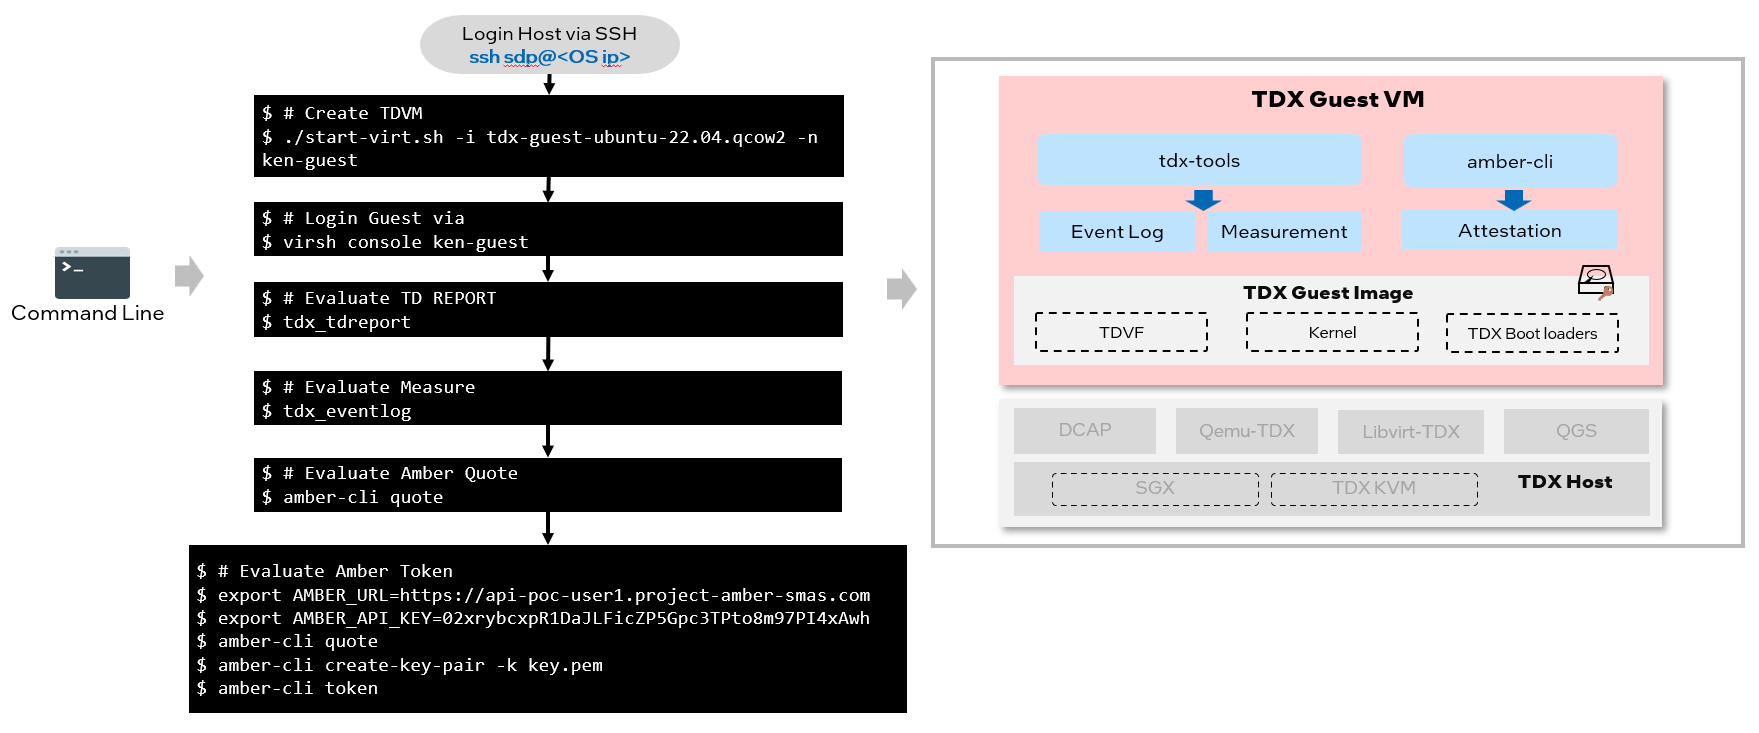 Login Host via SSH
ssh sdp@<OS ip>
$ # Create TDVM
$ ./start-virt.sh -i tdx-guest-ubuntu-22.04.qcow2 -n
ken-guest
$ # Login Guest via
$ virsh console ken-guest
$ # Evaluate TD REPORT
$ tdx_tdreport
$ # Evaluate Measure
$ tdx_eventlog
$ # Evaluate Amber Quote
$ amber-cli quote
$ # Evaluate Amber Token
$ export AMBER_URL=https://api-poc-user1.project-amber-smas.com
$ export AMBER_API_KEY=02xrybcxpR1DaJLFicZP5Gpc3TPto8m97PI4xAwh
$ amber-cli quote
$ amber-cli create-key-pair -k key.pem
$ amber-cli token
>_
Command Line
TDX Guest VM
tdx-tools
amber-cli
Event Log
Measurement
Attestation
TDX Guest Image
TDVF
Kernel
TDX Boot loaders
DCAP
Qemu-TDX
Libvirt-TDX
QGS
SGX
TDX KVM
TDX Host